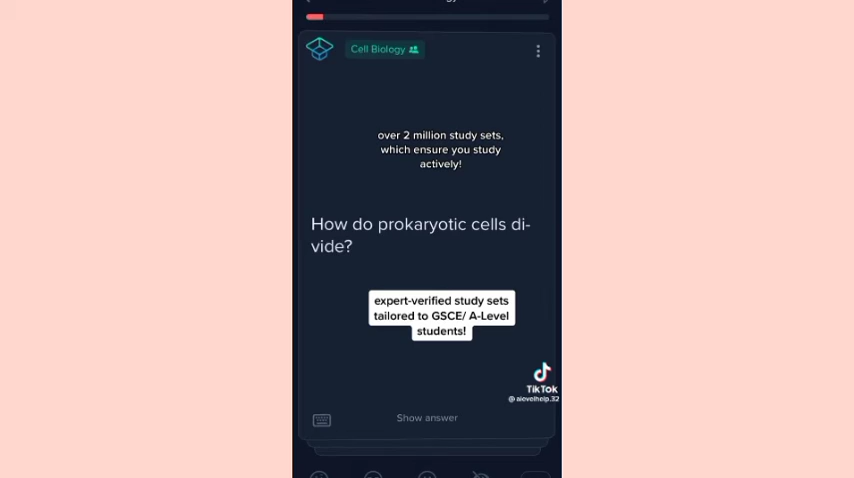 Cell Biology
over 2 million study sets,
which ensure you study
actively!
How do prokaryotic cells di-
vide?
expert-verified study sets
tailored to GSCE/ A-Level
students!
TikTok
@alevelhelp.32
Show answer